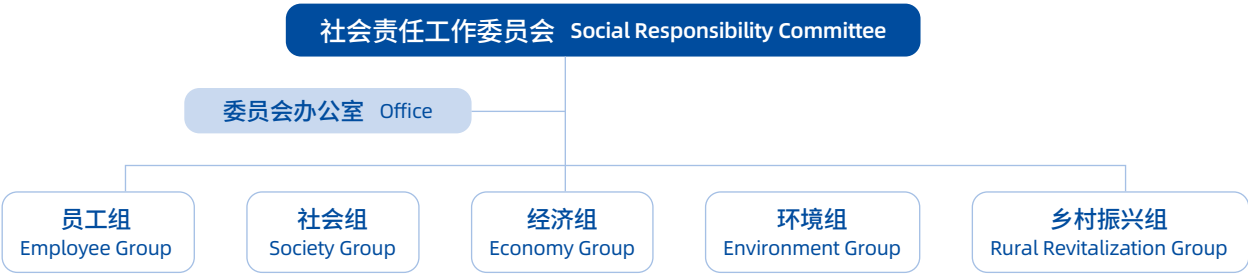 社会责任工作委员会 Social Responsibility Committee
委员会办公室 Office
员工组
Employee Group
社会组
Society Group
经济组
Economy Group
环境组
Environment Group
乡村振兴组
Rural Revitalization Group